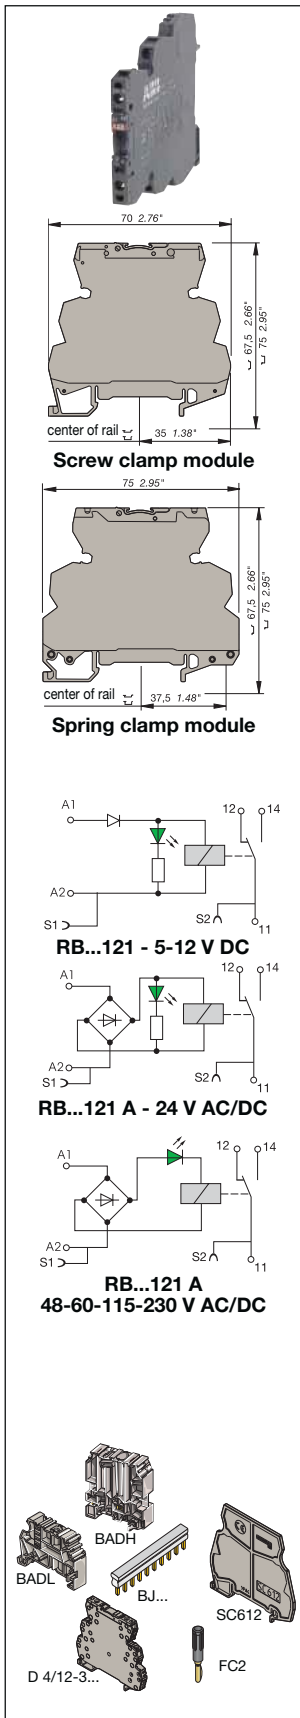 ABB
70 2.76"
67,5 2.66"
75 2.95"
center of rail
35 1.38"
Screw clamp module
75 2.95"
67,5 2.66"
75 2.95"
center of rail
37,5 1.48"
Spring clamp module
A1
12
14
A2
S1
S2
11
RB...121 - 5-12 V DC
A1
12
14
A2
S1
S2
11
RB...121 A - 24 V AC/DC
A1
12
14
A2
S1
S2
11
RB...121 A
48-60-115-230 V AC/DC
BADH
BADL
BJ...
SC612
SC612
D 4/12-3...
FC2